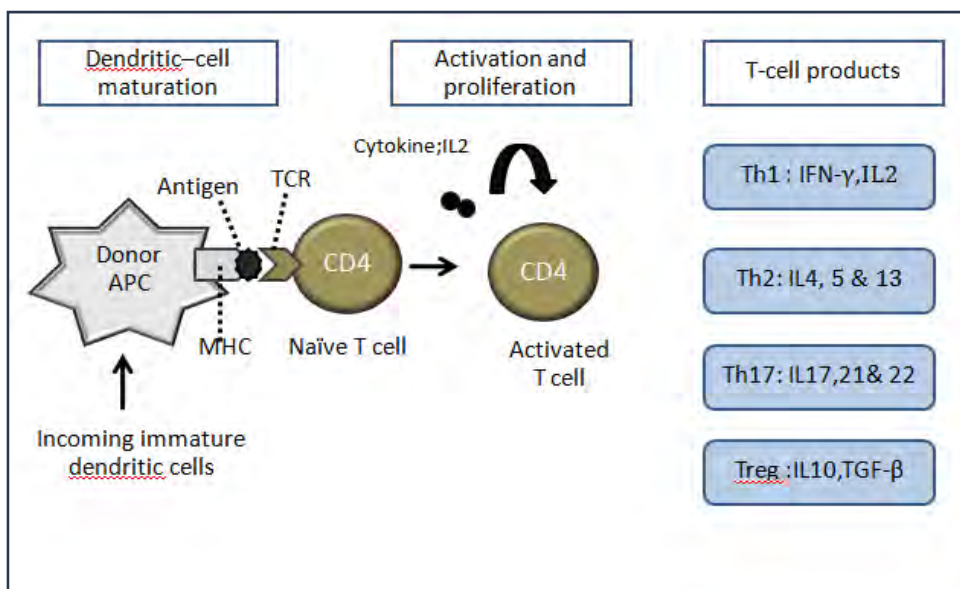 Dendritic–cell
maturation
Activation and
proliferation
T-cell products
Cytokine;IL2
Antigen
TCR
Donor
APC
CD4
CD4
MHC
Naïve T cell
Activated
T cell
Incoming immature
dendritic cells
Th1 : IFN-γ,IL2
Th2: IL4, 5 & 13
Th17: IL17,21& 22
Treg :IL10,TGF-β